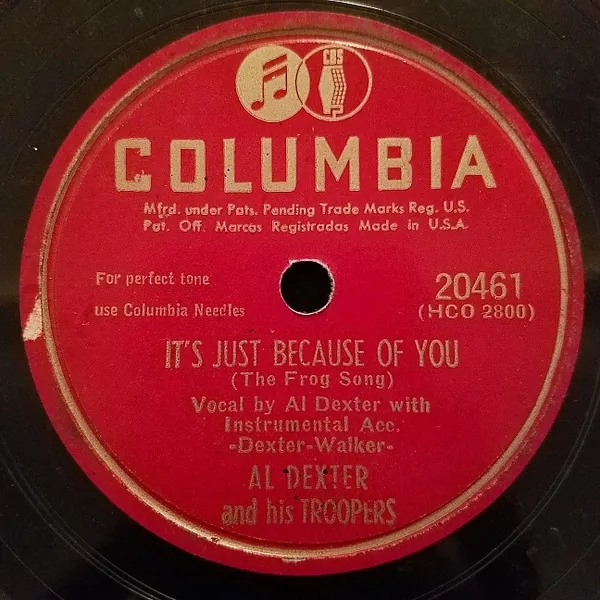 CBS
COLUMBIA
Mfrd. under Pats. Pending Trade Marks Reg. U.S.
Pat. Off. Marcas Registradas Made in U.S.A.
For perfect tone
use Columbia Needles
20461
(HCO 2800)
IT'S JUST BECAUSE OF YOU
(The Frog Song)
Vocal by Al Dexter with
Instrumental Acc.
-Dexter-Walker-
AL DEXTER
and his TROOPERS